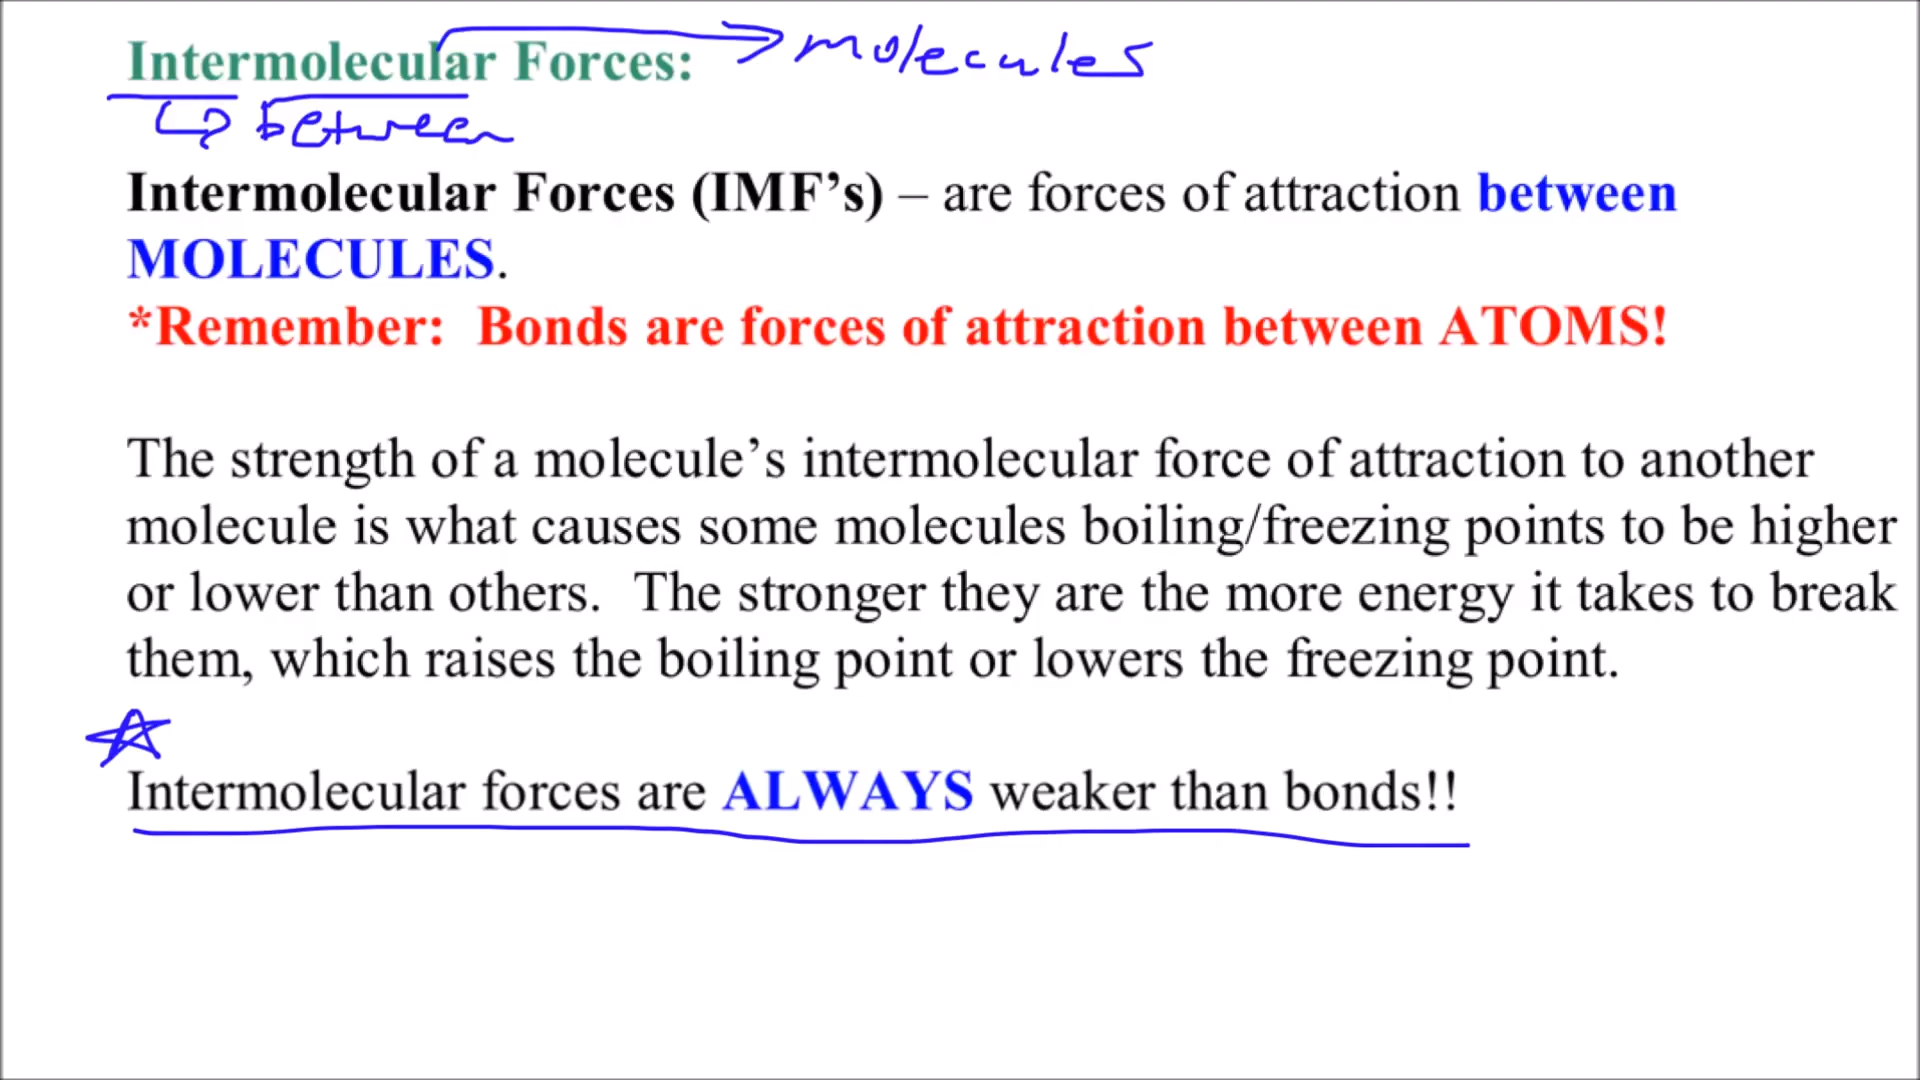 Intermolecular Forces: molecules
between
Intermolecular Forces (IMF’s) – are forces of attraction between
MOLECULES.
*Remember: Bonds are forces of attraction between ATOMS!
The strength of a molecule’s intermolecular force of attraction to another
molecule is what causes some molecules boiling/freezing points to be higher
or lower than others. The stronger they are the more energy it takes to break
them, which raises the boiling point or lowers the freezing point.
Intermolecular forces are ALWAYS weaker than bonds!!